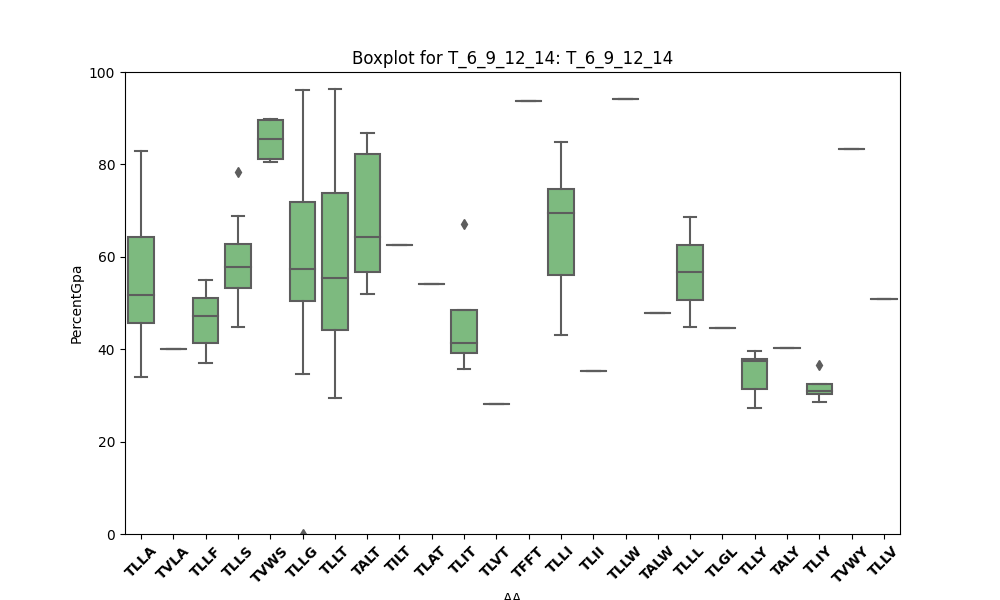 Boxplot for T_6_9_12_14: T_6_9_12_14
100
80
60
40
20
0
PercentGpa
TLLA TVLA TLLF TLLS TVWS TLLG TLLT TALT TILT TLAT TLIT TLVT TFFT TLLI TLII TLLW TALW TLLL TLGL TLLY TALY TLIY TVWY TLLV
AA